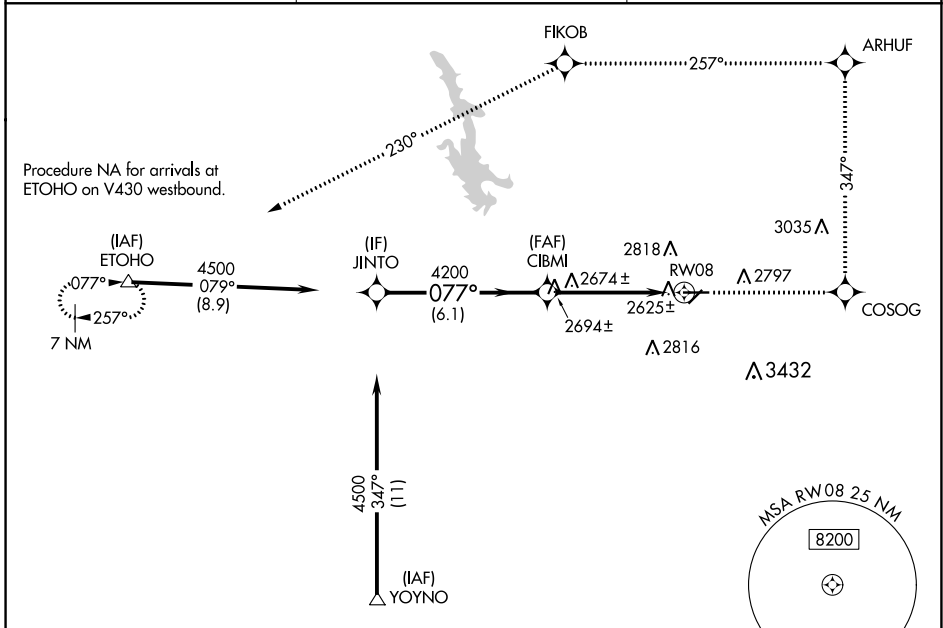 FIKOB
ARHUF
257°
230°
347°
Procedure NA for arrivals at
ETOHO on V430 westbound.
3035
(IAF)
ETOHO
(IF)
JINTO
(FAF)
CIBMI
2818
RW08
077°
4500
079°
(8.9)
4200
077°
(6.1)
2674±
2797
257°
2625±
COSOG
7 NM
2694±
2816
3432
4500
347°
(11)
(IAF)
YOYNO
MSA RW08 25 NM
8200